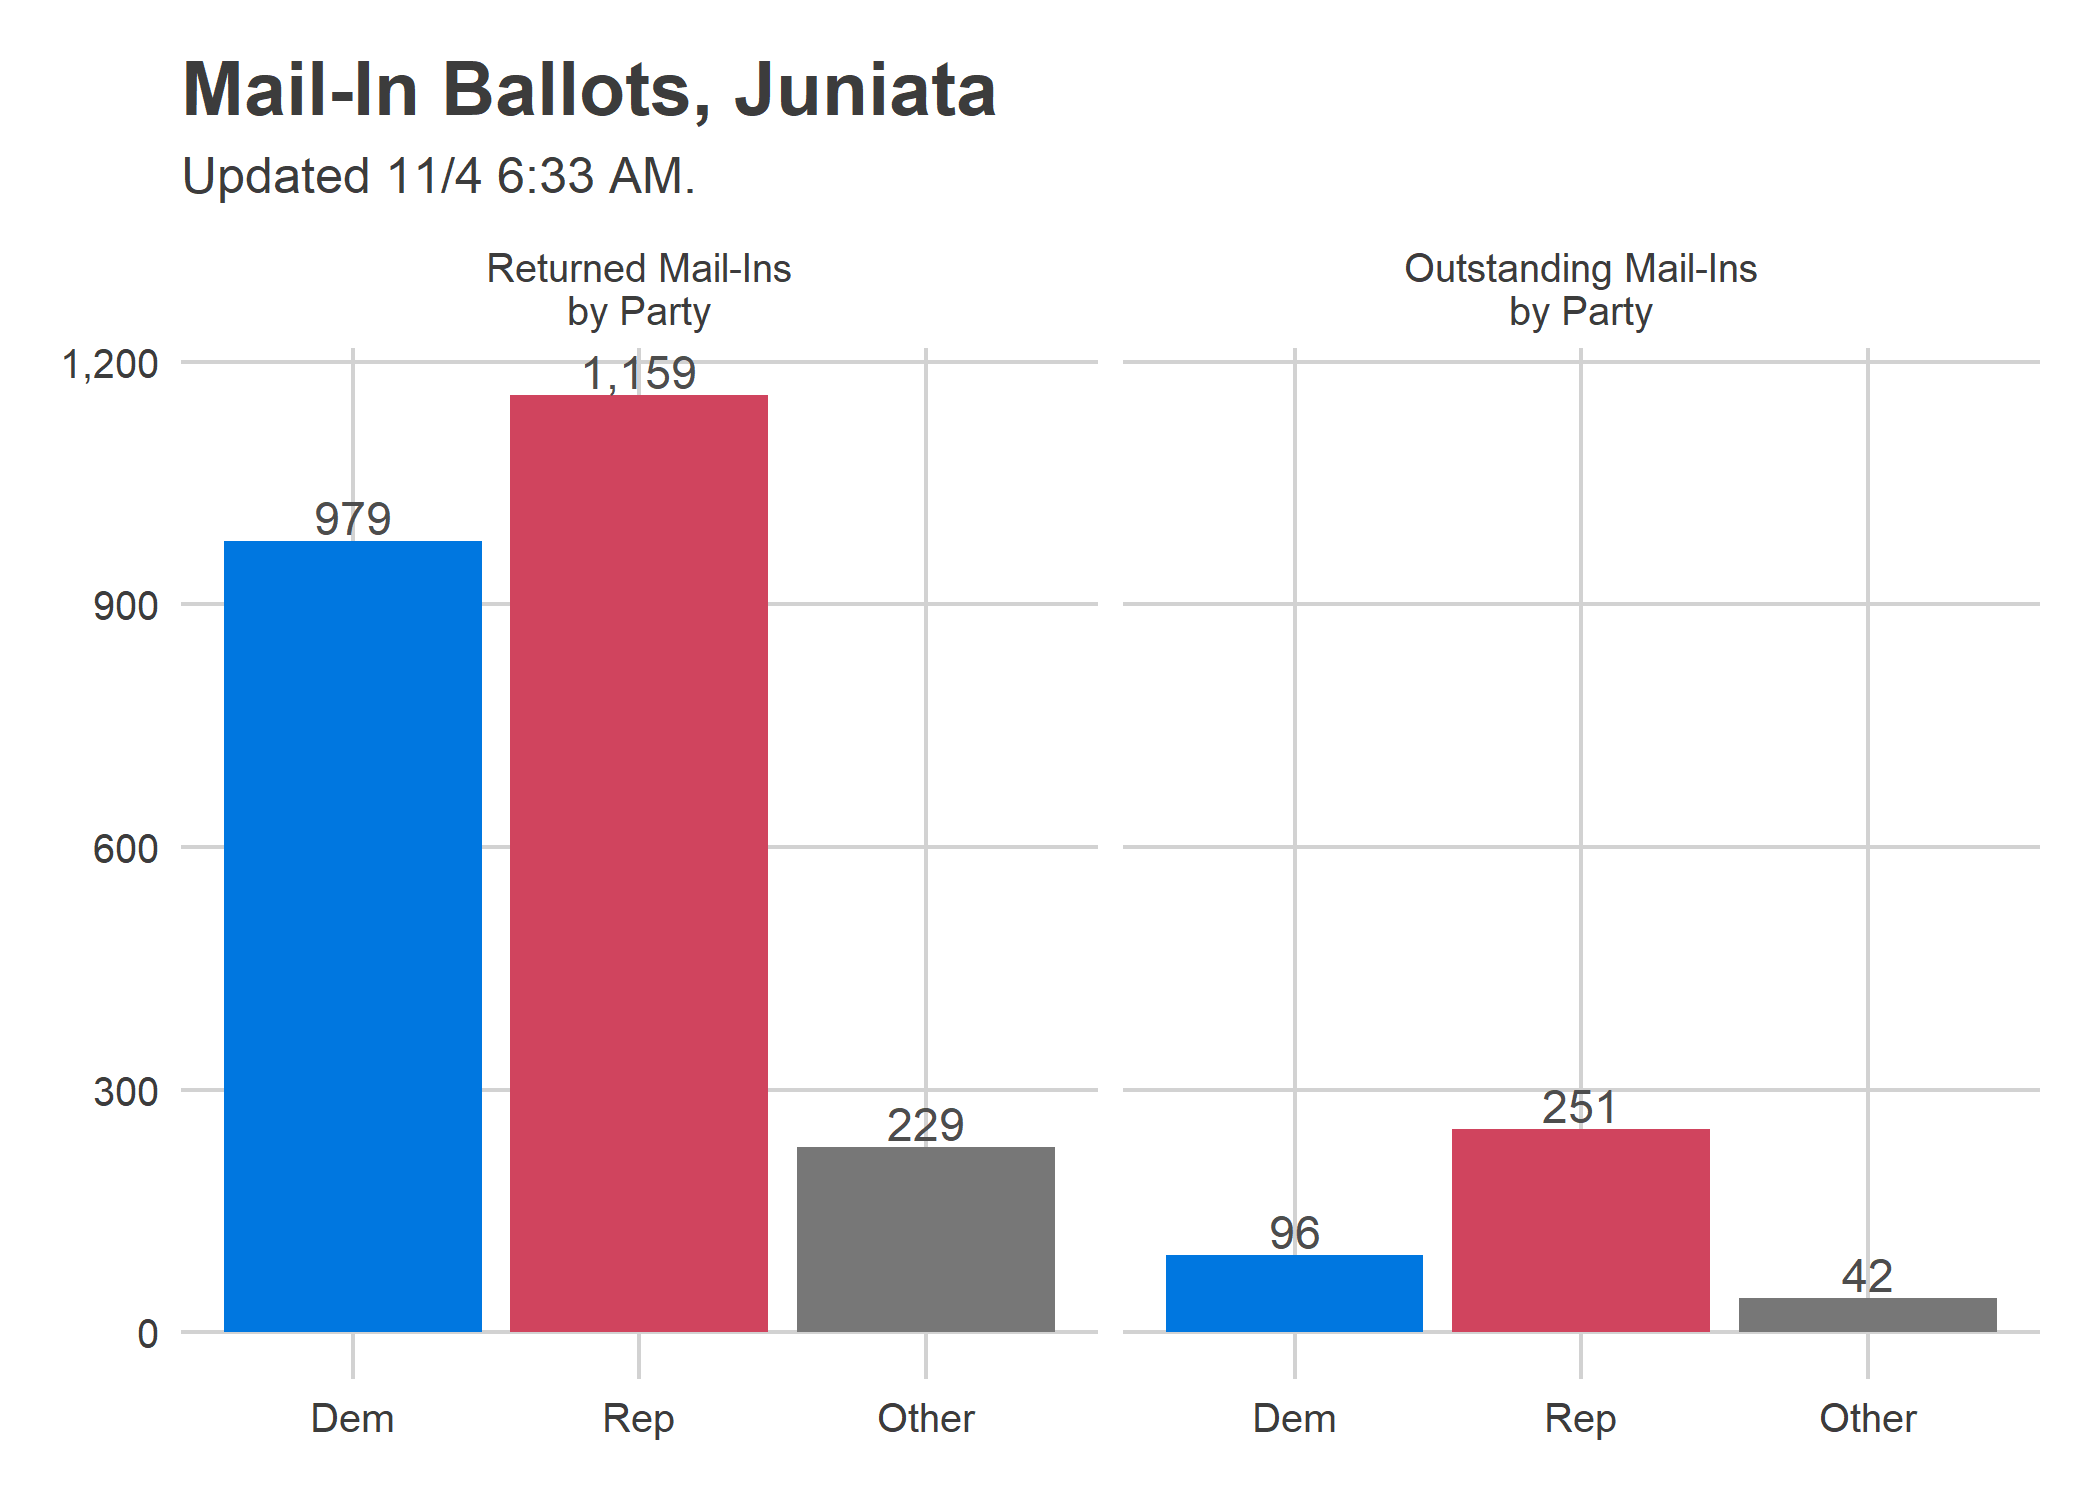 Mail-In Ballots, Juniata
Updated 11/4 6:33 AM.
Returned Mail-Ins
by Party
Outstanding Mail-Ins
by Party
1,200
900
600
300
0
1,159
979
229
251
96
42
Dem
Rep
Other
Dem
Rep
Other